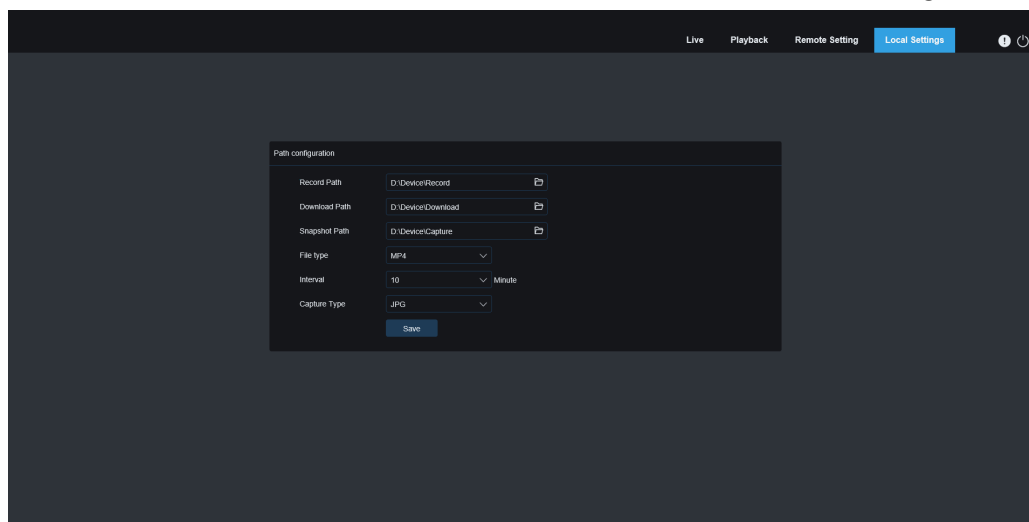 Live Playback Remote Setting Local Settings
Path configuration
Record Path D:\Device\Record
Download Path D:\Device\Download
Snapshot Path D:\Device\Capture
File type MP4
Interval 10 Minute
Capture Type JPG
Save